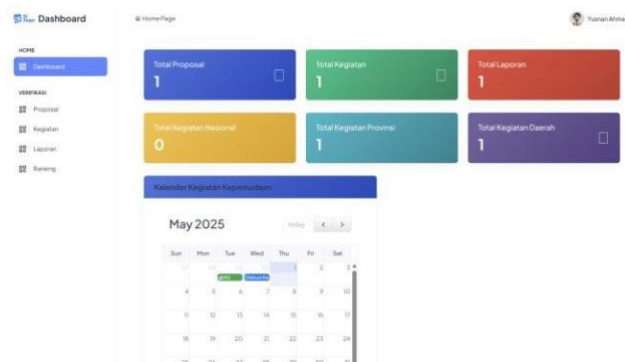 Dashboard
Home Page
Yusnan Ahma
HOME
Dashboard
VERIFIKASI
Proposal
Kegiatan
Laporan
Ranking
Total Proposal
1
Total Kegiatan
1
Total Laporan
1
Total Kegiatan Nasional
0
Total Kegiatan Provinsi
1
Total Kegiatan Daerah
1
Kalender Kegiatan Kepemudaan
May 2025
today
Sun Mon Tue Wed Thu Fri Sat
1 2 3
4 5 6 7 8 9 10
11 12 13 14 15 16 17
18 19 20 21 22 23 24